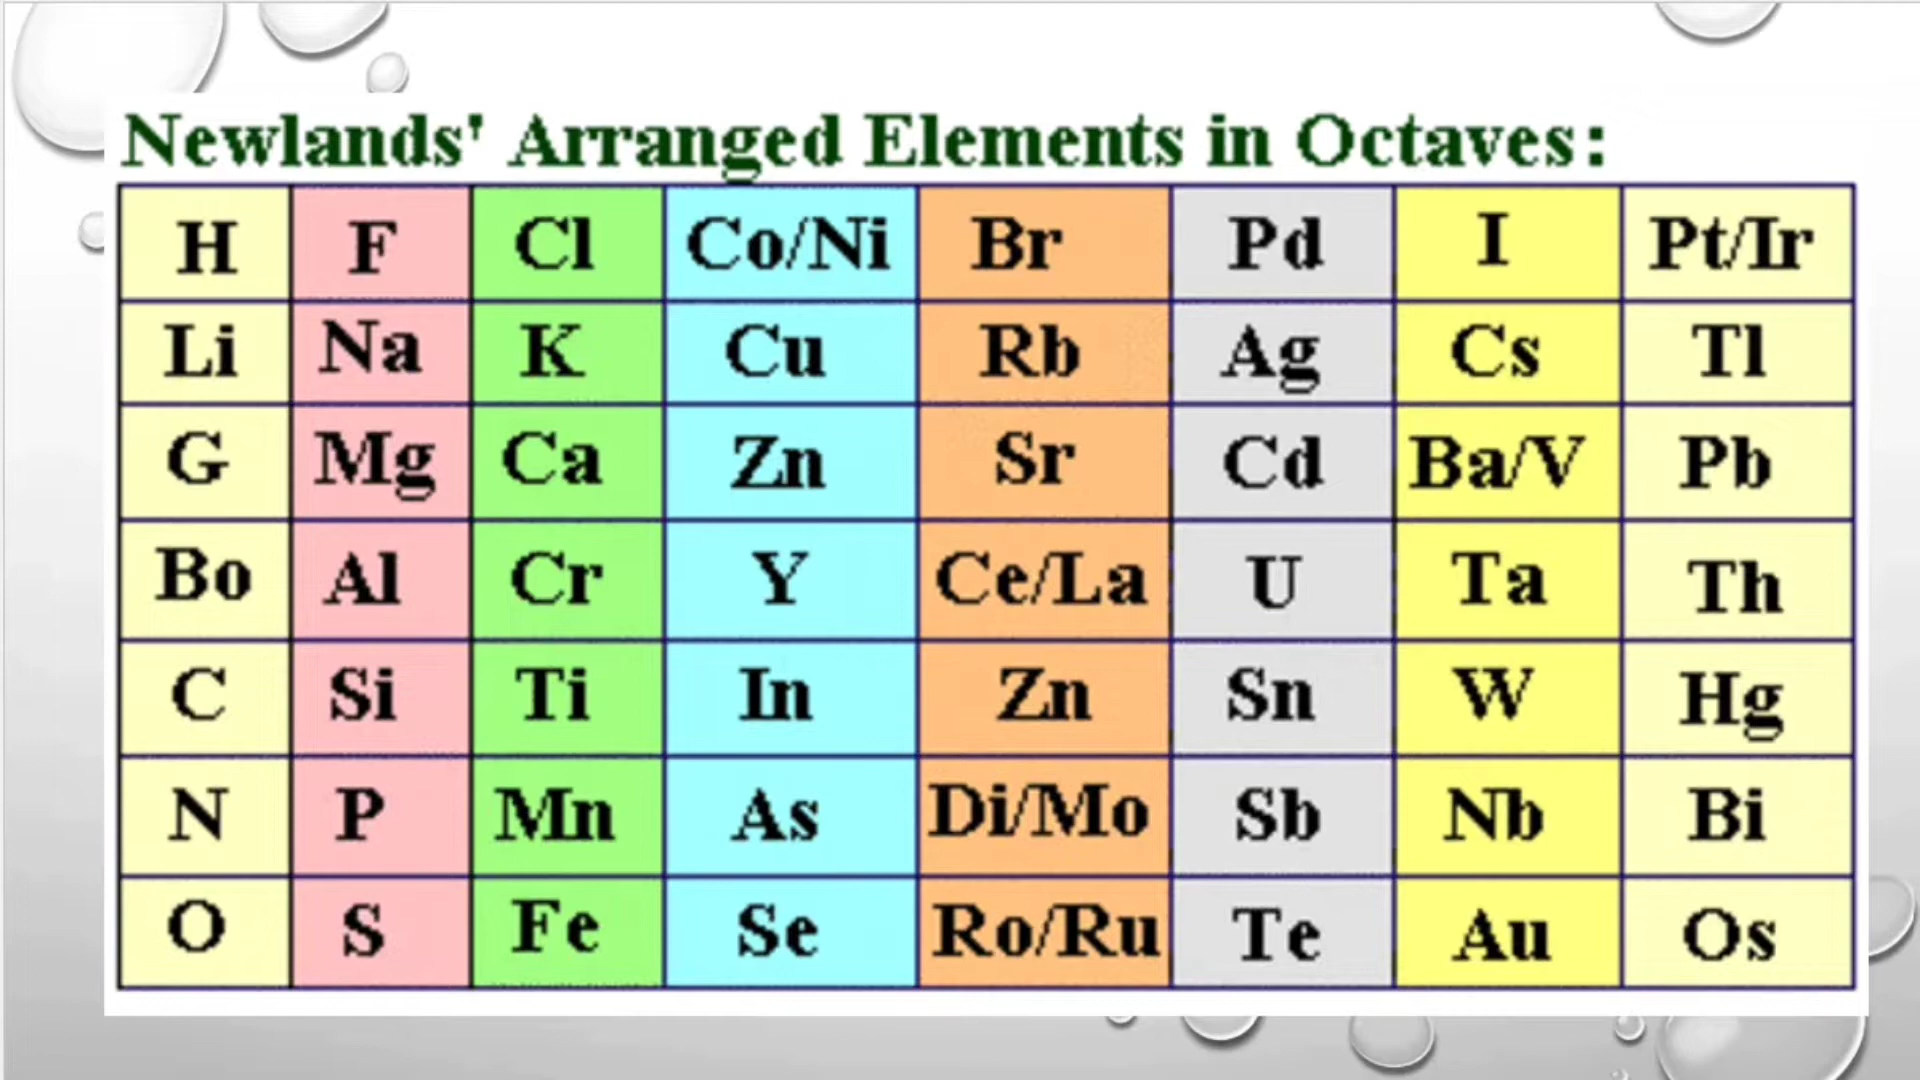 Newlands' Arranged Elements in Octaves:
H F Cl Co/Ni Br Pd I Pt/Ir
Li Na K Cu Rb Ag Cs Tl
G Mg Ca Zn Sr Cd Ba/V Pb
Bo Al Cr Y Ce/La U Ta Th
C Si Ti In Zn Sn W Hg
N P Mn As Di/Mo Sb Nb Bi
O S Fe Se Ro/Ru Te Au Os